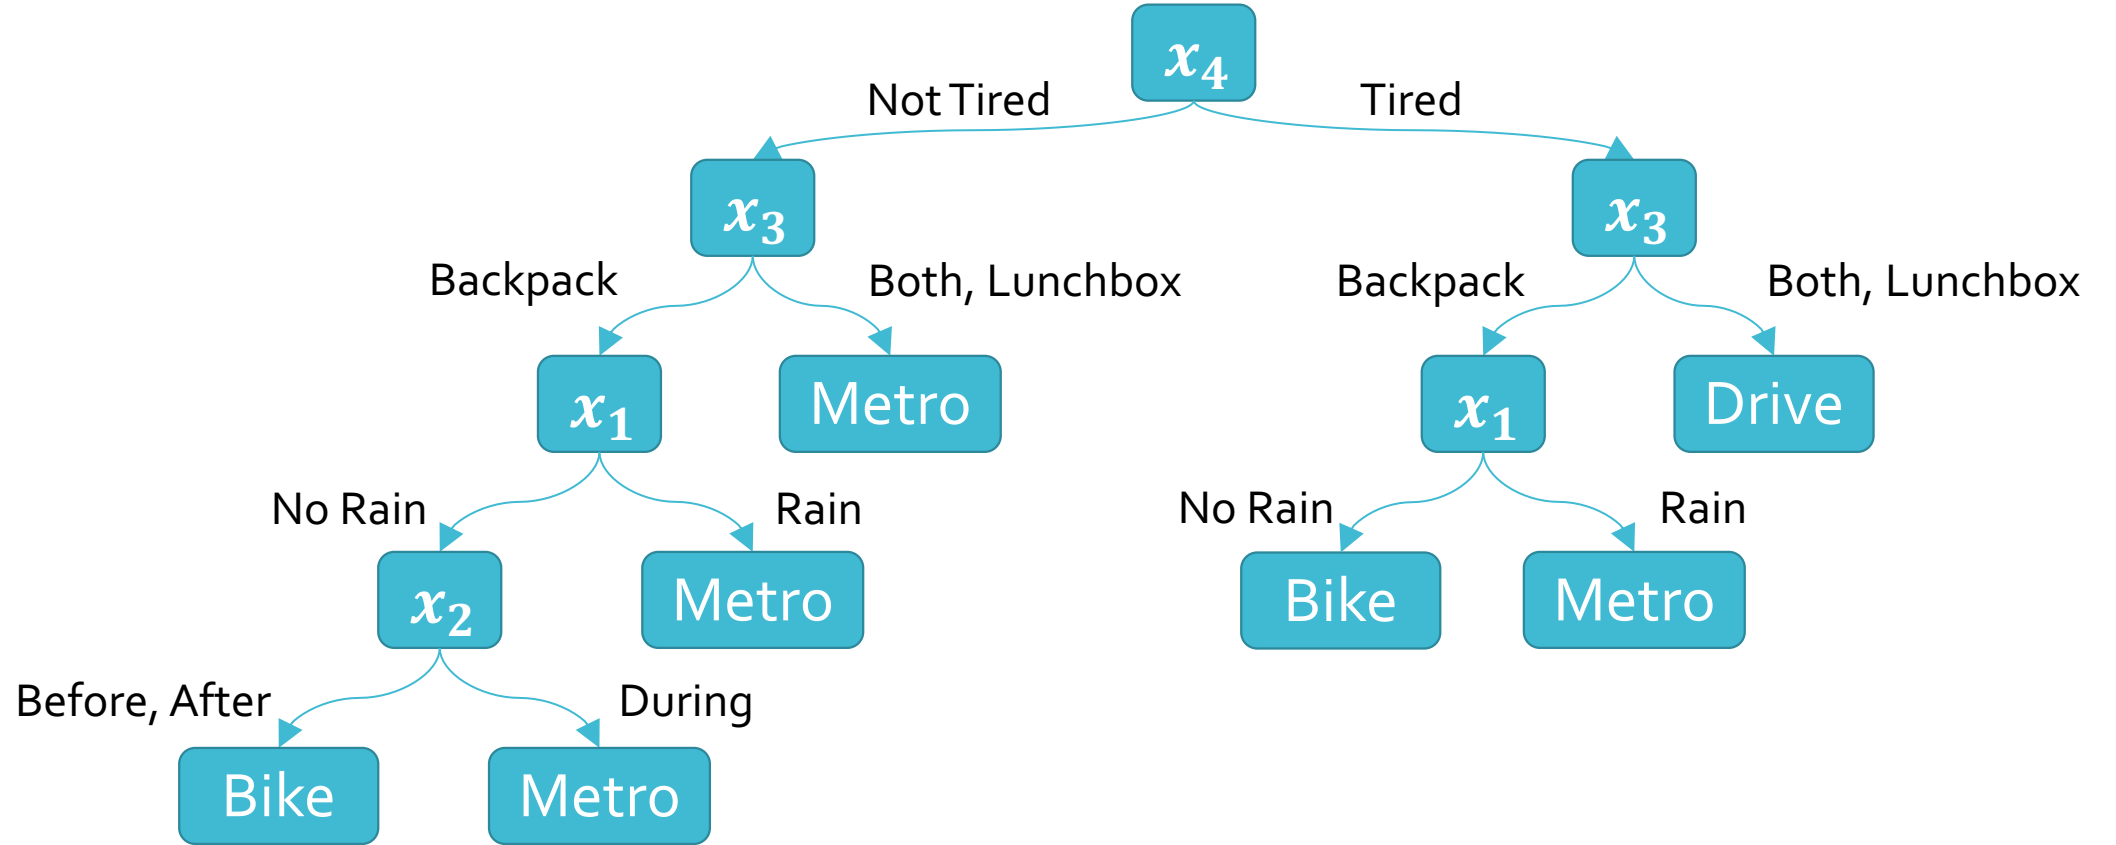 x₄
Not Tired Tired
x₃ x₃
Backpack Both, Lunchbox Backpack Both, Lunchbox
x₁ Metro x₁ Drive
No Rain Rain No Rain Rain
x₂ Metro Bike Metro
Before, After During
Bike Metro